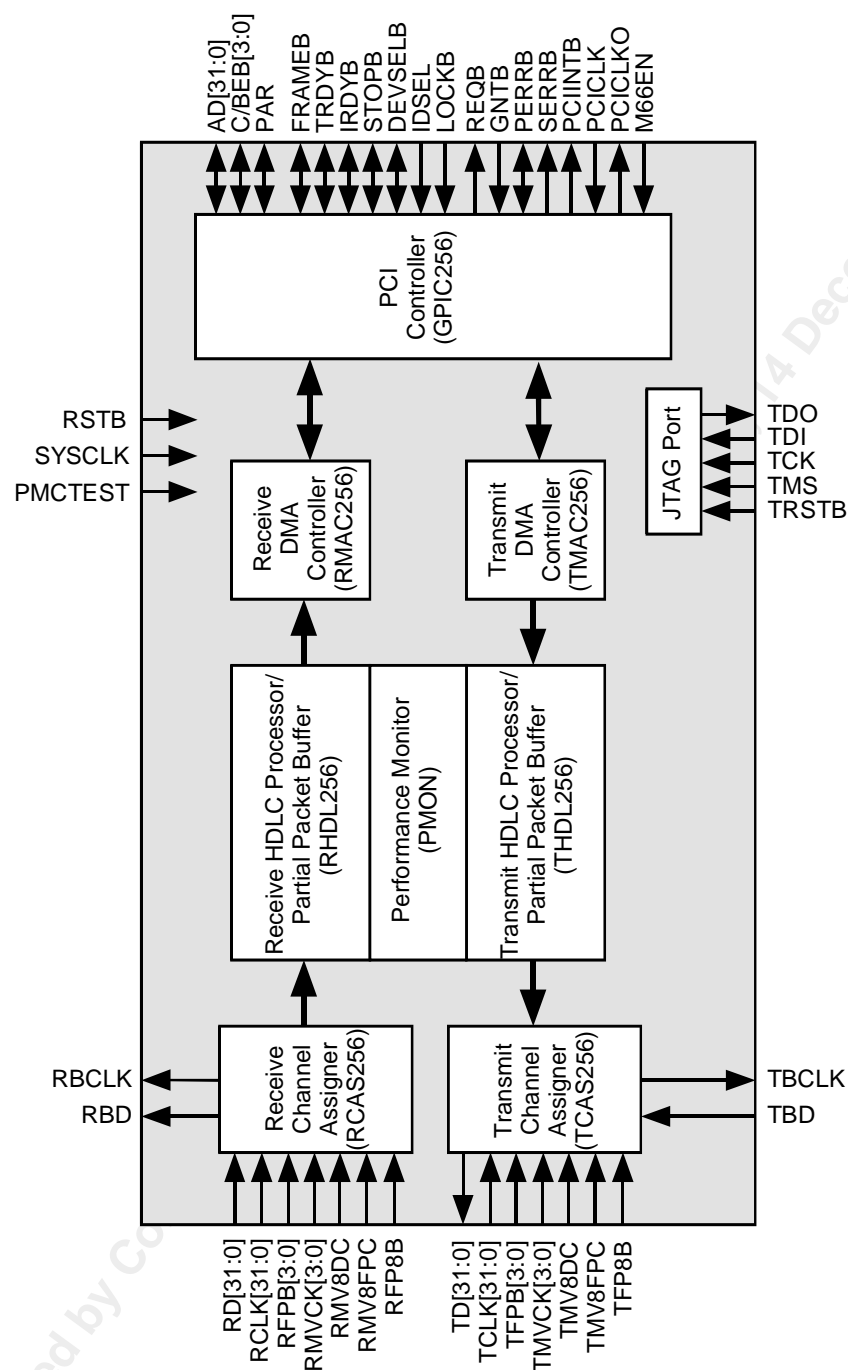 AD[31:0]
C/BEB[3:0]
PAR
FRAMEB
TRDYB
IRDYB
STOPB
DEVSELB
IDSEL
LOCKB
REQB
GNTB
PERRB
SERRB
PCIINTB
PCICLK
PCICLKO
M66EN
PCI
Controller
(GPIC256)
RSTB
SYSCLK
PMCTEST
Receive
DMA
Controller
(RMAC256)
Transmit
DMA
Controller
(TMAC256)
JTAG Port
TDO
TDI
TCK
TMS
TRSTB
Receive HDLC Processor/
Partial Packet Buffer
(RHDL256)
Performance Monitor
(PMON)
Transmit HDLC Processor/
Partial Packet Buffer
(THDL256)
Receive
Channel
Assigner
(RCAS256)
Transmit
Channel
Assigner
(TCAS256)
RBCLK
RBD
TBCLK
TBD
RD[31:0]
RCLK[31:0]
RFPB[3:0]
RMVCK[3:0]
RMV8DC
RMV8FPC
RFP8B
TD[31:0]
TCLK[31:0]
TFPB[3:0]
TMVCK[3:0]
TMV8DC
TMV8FPC
TFP8B
by
14